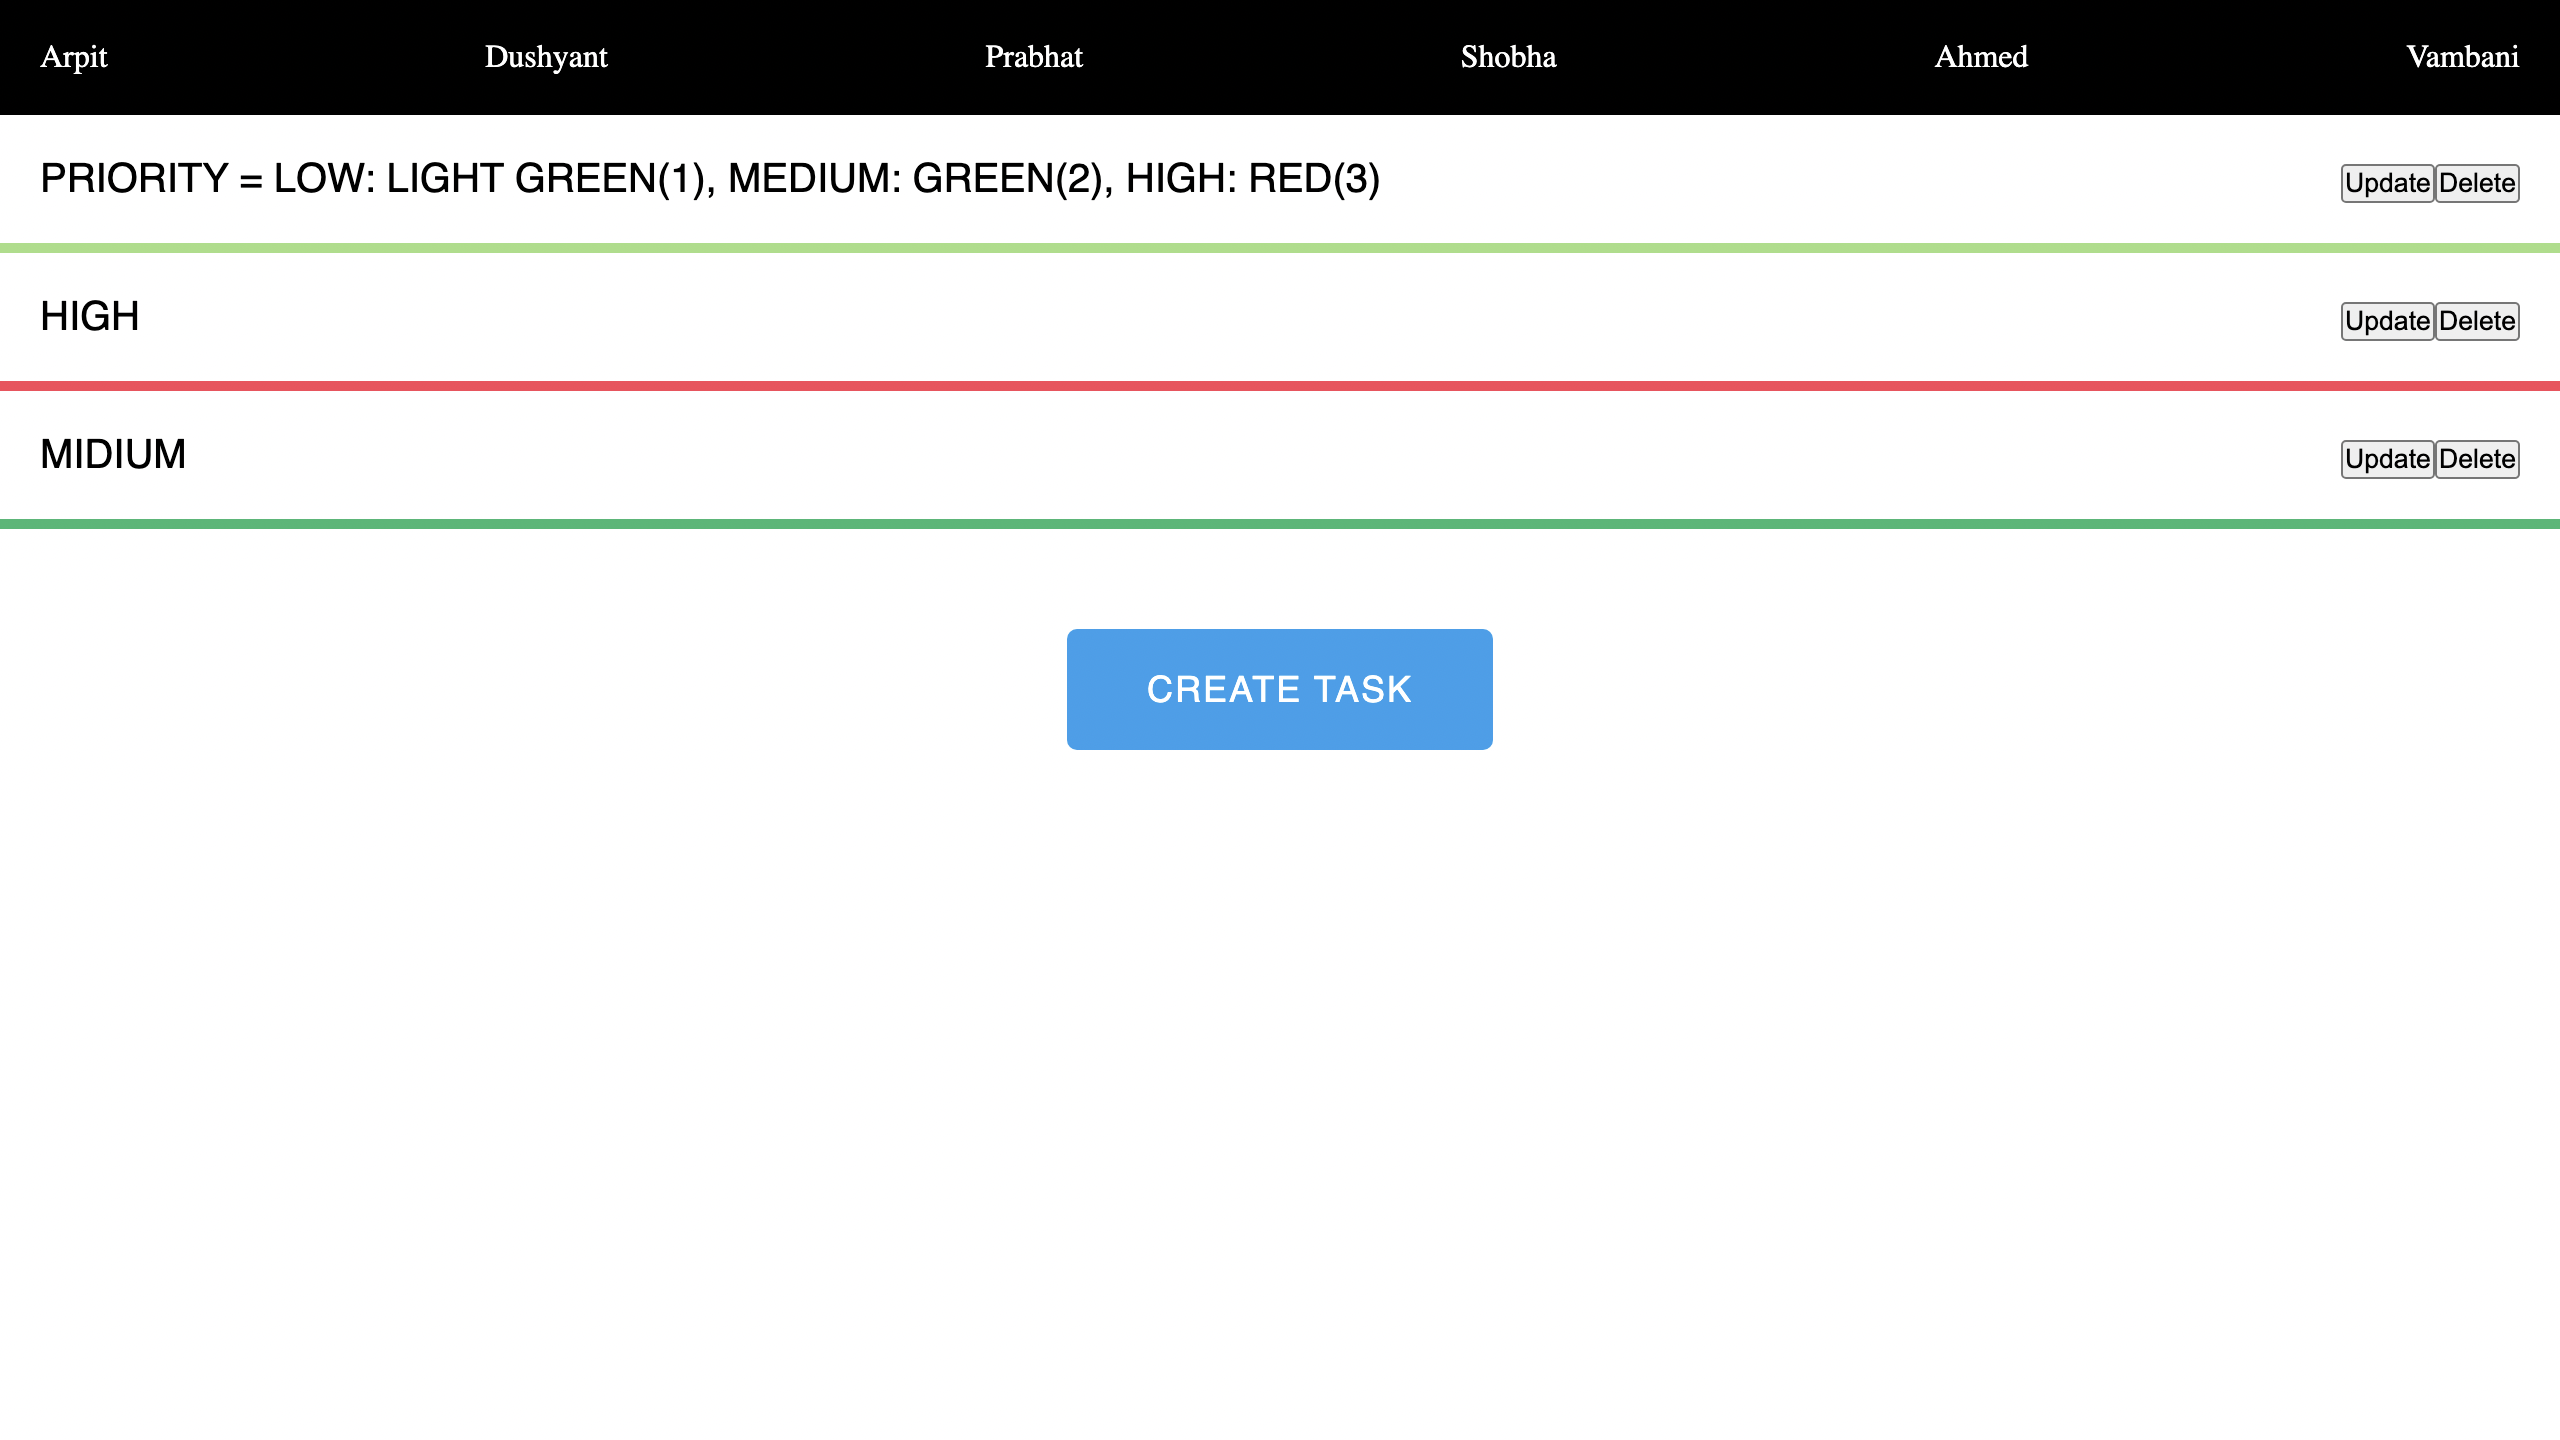 Arpit Dushyant Prabhat Shobha Ahmed Vambani
PRIORITY = LOW: LIGHT GREEN(1), MEDIUM: GREEN(2), HIGH: RED(3) Update Delete
HIGH Update Delete
MIDIUM Update Delete
CREATE TASK